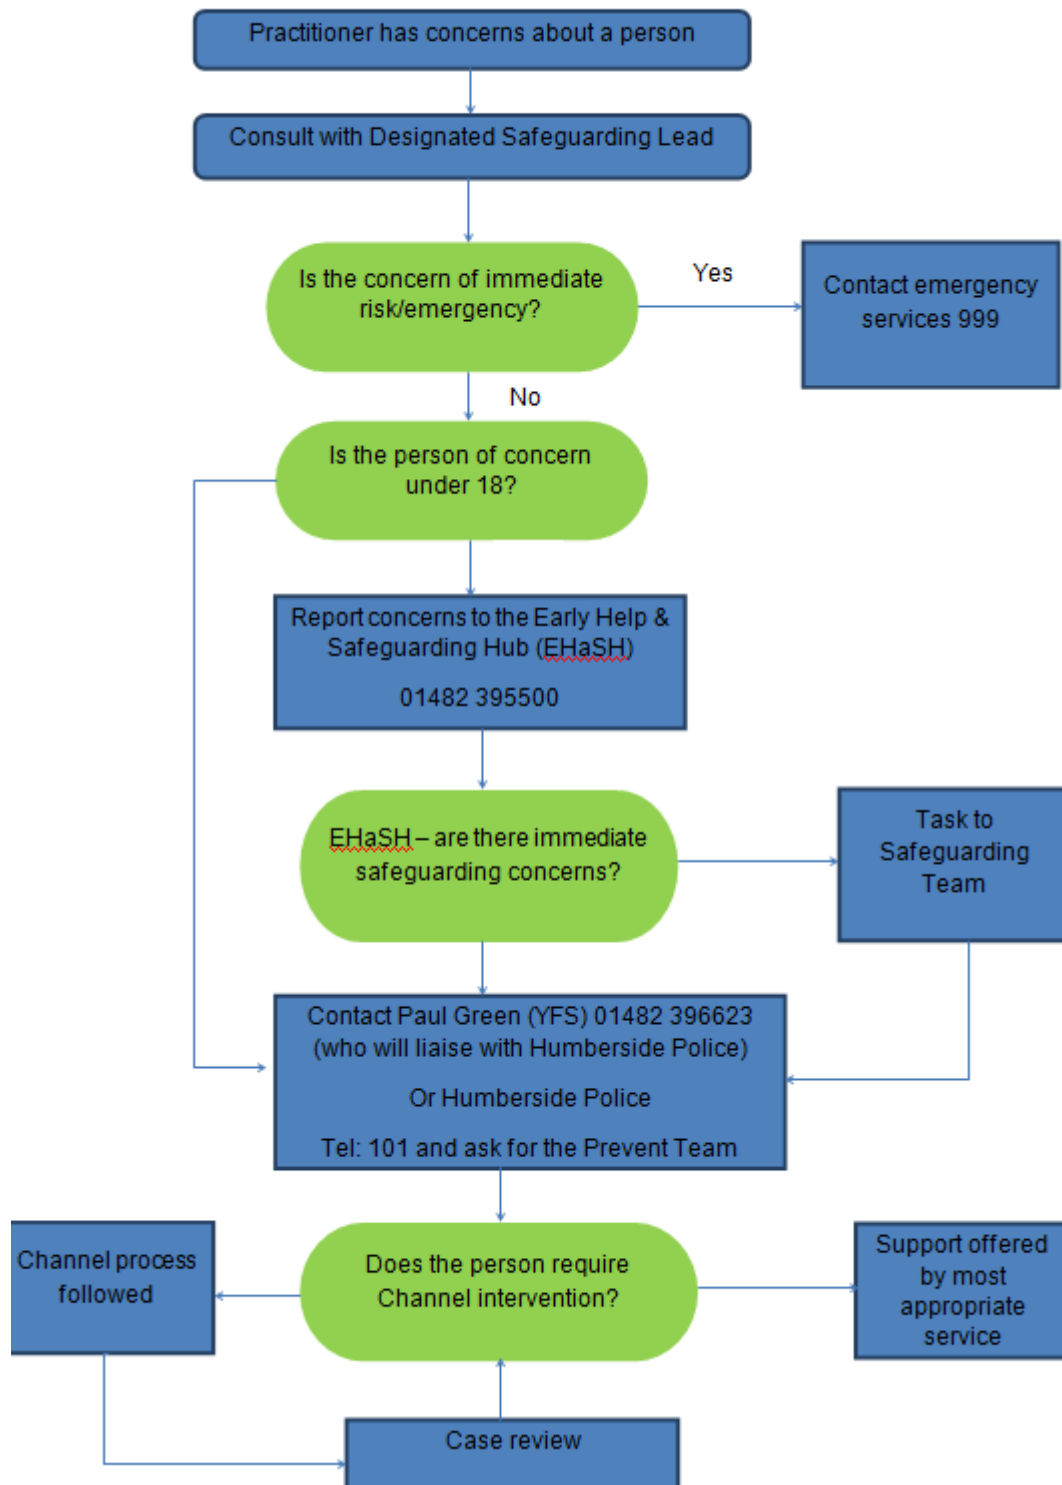 Practitioner has concerns about a person
Consult with Designated Safeguarding Lead
Is the concern of immediate
risk/emergency?
Yes
Contact emergency
services 999
No
Is the person of concern
under 18?
Report concerns to the Early Help &
Safeguarding Hub (EHaSH)
01482 395500
EHaSH – are there immediate
safeguarding concerns?
Task to
Safeguarding
Team
Contact Paul Green (YFS) 01482 396623
(who will liaise with Humberside Police)
Or Humberside Police
Tel: 101 and ask for the Prevent Team
Channel process
followed
Does the person require
Channel intervention?
Support offered
by most
appropriate
service
Case review